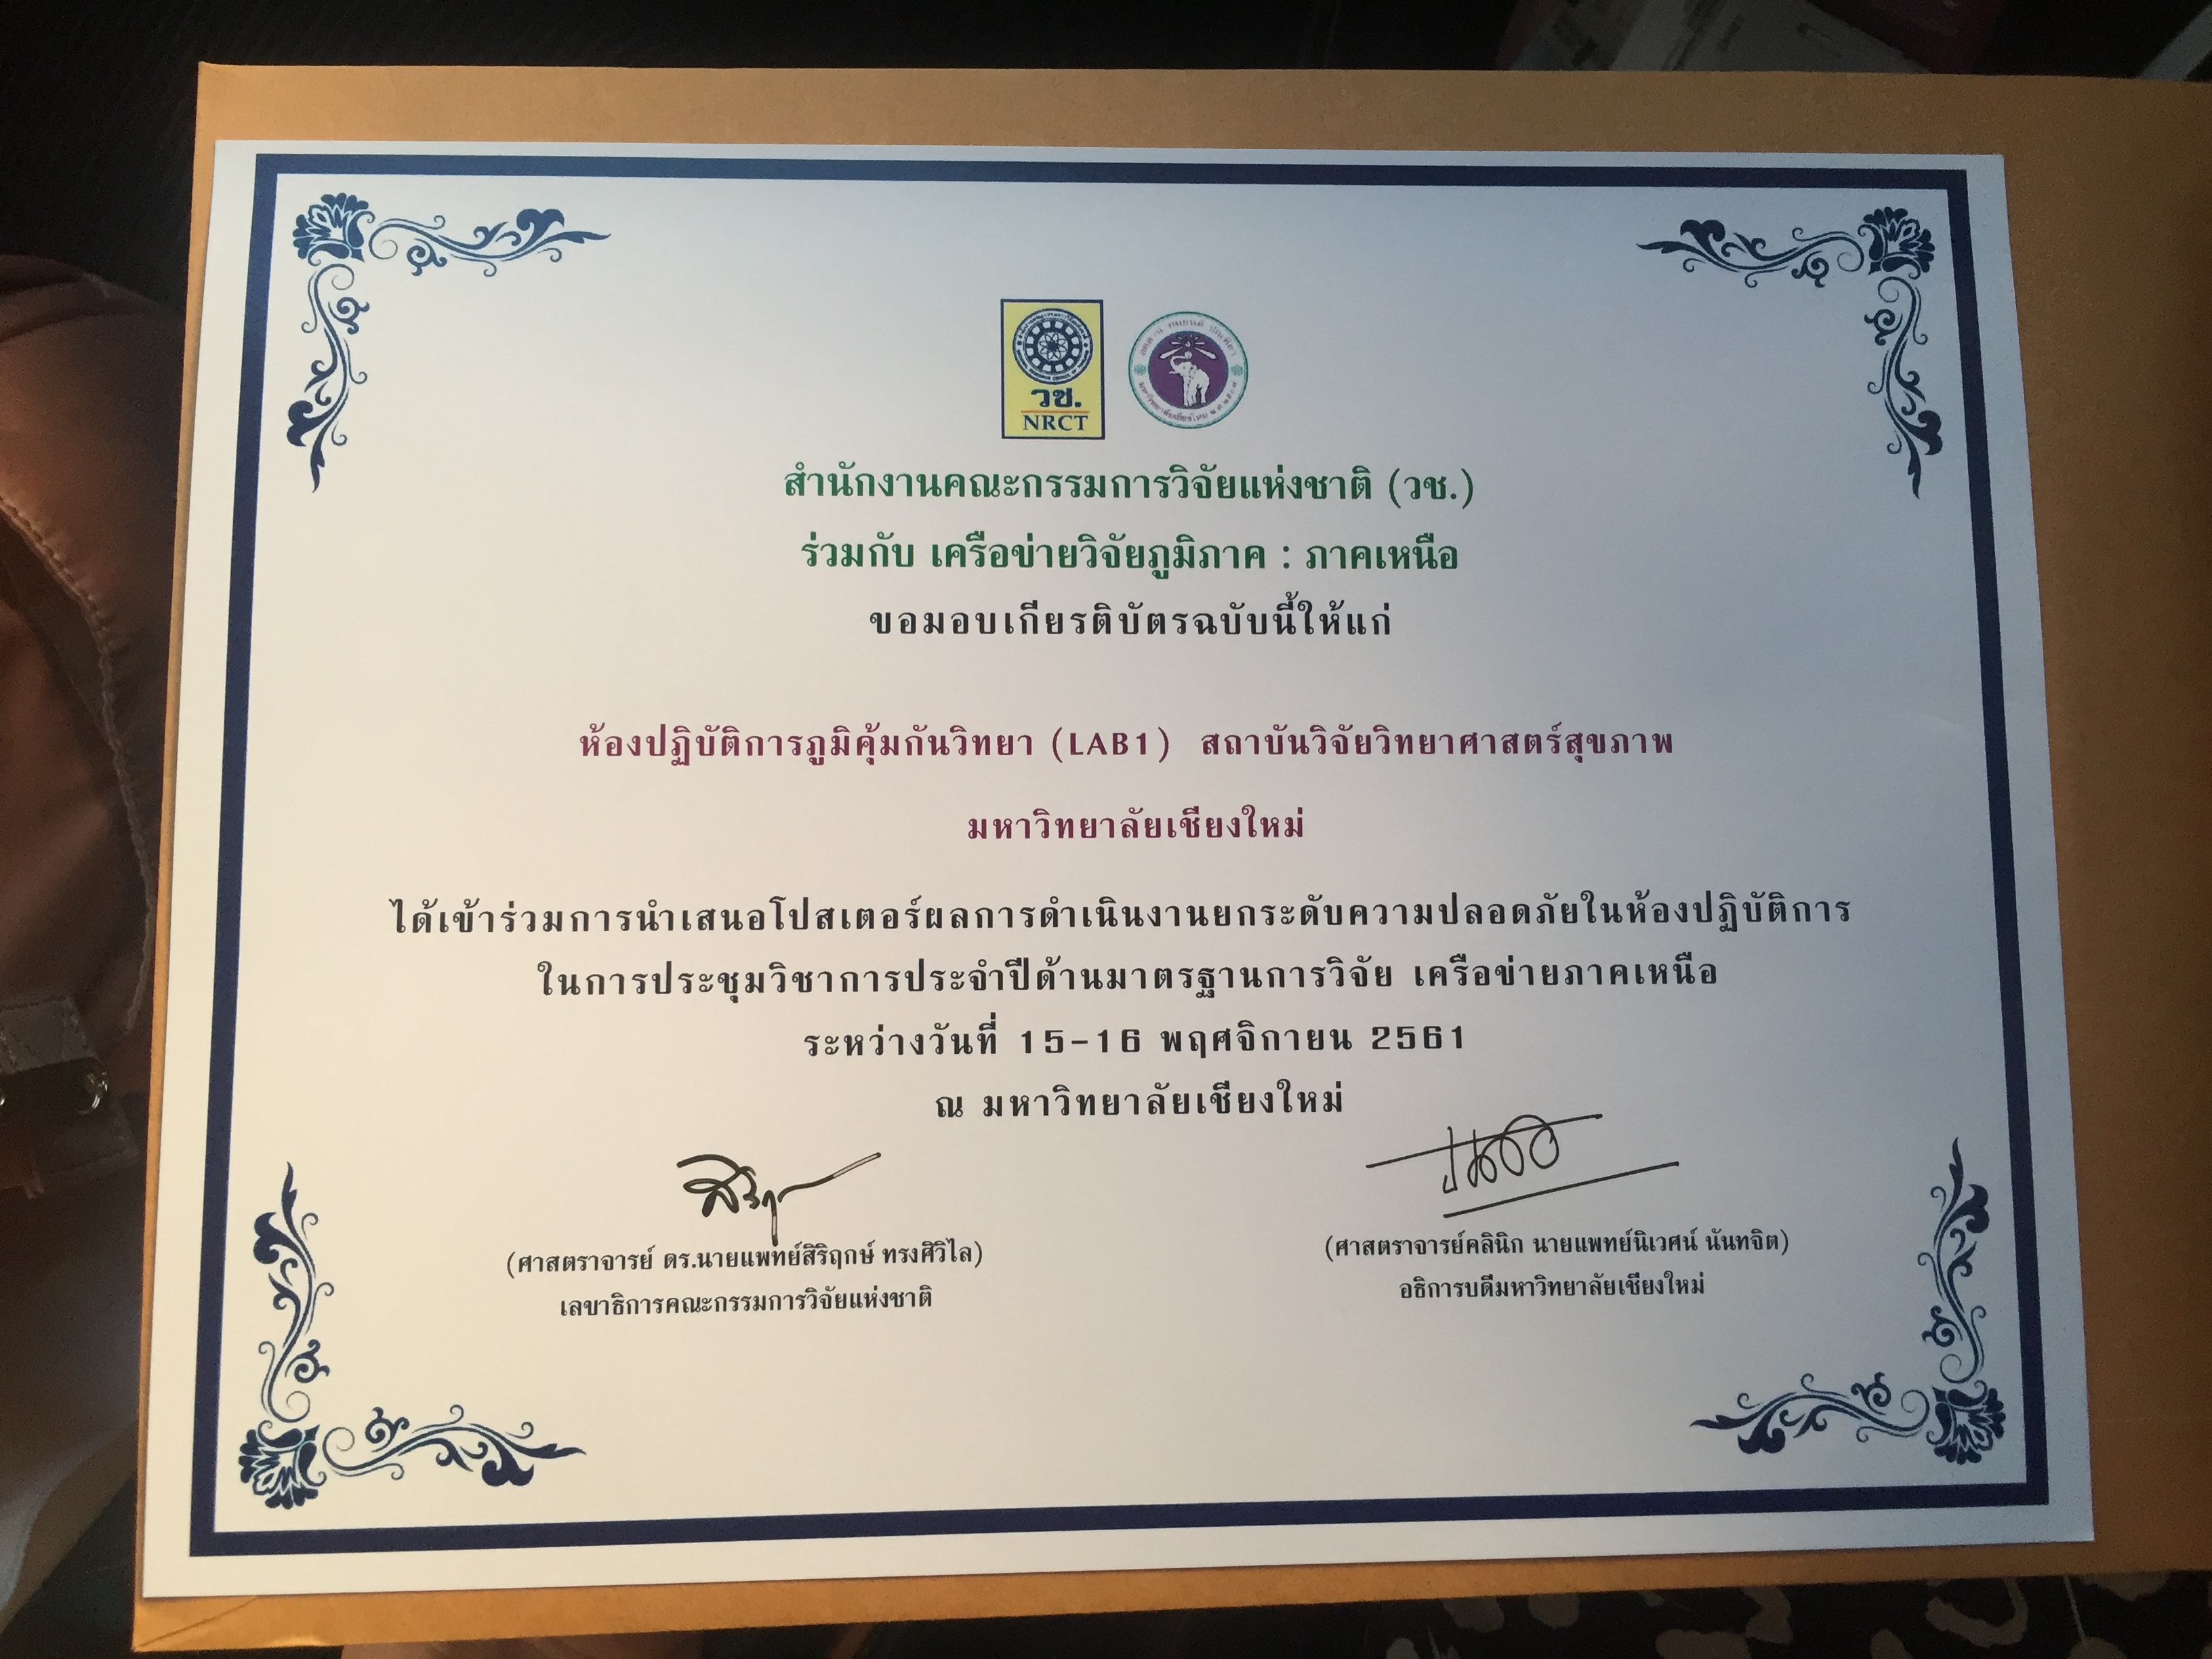 วช.
NRCT
สำนักงานคณะกรรมการวิจัยแห่งชาติ (วช.)
ร่วมกับ เครือข่ายวิจัยภูมิภาค : ภาคเหนือ
ขอมอบเกียรติบัตรฉบับนี้ให้แก่
ห้องปฏิบัติการภูมิคุ้มกันวิทยา (LAB1) สถาบันวิจัยวิทยาศาสตร์สุขภาพ
มหาวิทยาลัยเชียงใหม่
ได้เข้าร่วมการนำเสนอโปสเตอร์ผลการดำเนินงานยกระดับความปลอดภัยในห้องปฏิบัติการ
ในการประชุมวิชาการประจำปีด้านมาตรฐานการวิจัย เครือข่ายภาคเหนือ
ระหว่างวันที่ 15-16 พฤศจิกายน 2561
ณ มหาวิทยาลัยเชียงใหม่
(ศาสตราจารย์ ดร.นายแพทย์สิริฤกษ์ ทรงศิวิไล)
เลขาธิการคณะกรรมการวิจัยแห่งชาติ
(ศาสตราจารย์คลินิก นายแพทย์นิเวศน์ นันทจิต)
อธิการบดีมหาวิทยาลัยเชียงใหม่